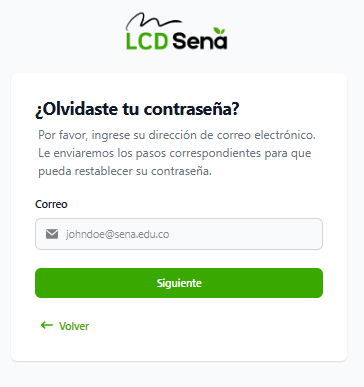 LCD Sena
¿Olvidaste tu contraseña?
Por favor, ingrese su dirección de correo electrónico.
Le enviaremos los pasos correspondientes para que
pueda restablecer su contraseña.
Correo
johndoe@sena.edu.co
Siguiente
Volver